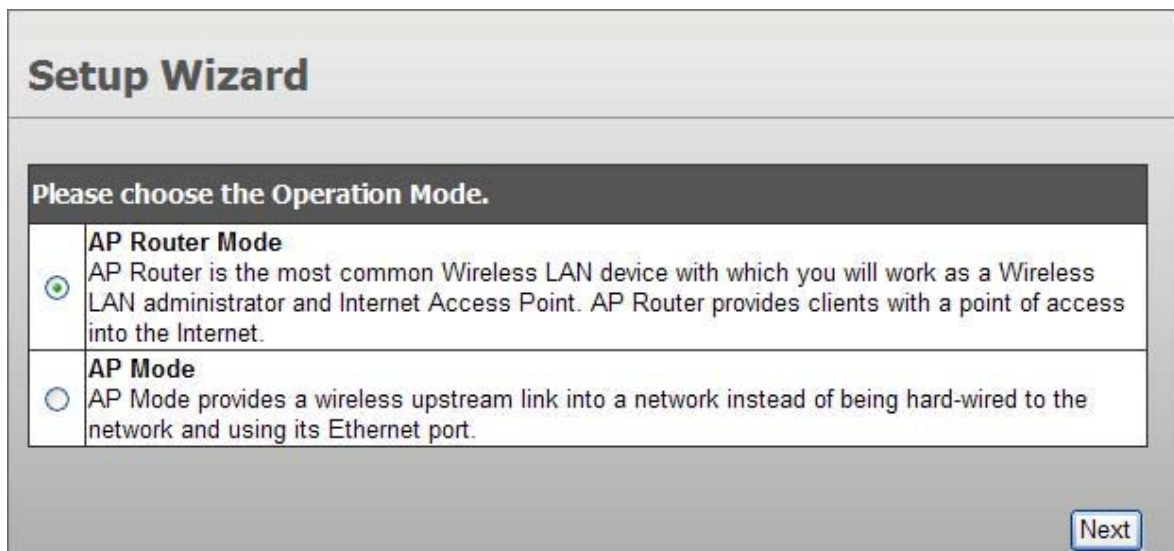 Setup Wizard
Please choose the Operation Mode.
AP Router Mode
AP Router is the most common Wireless LAN device with which you will work as a Wireless
LAN administrator and Internet Access Point. AP Router provides clients with a point of access
into the Internet.
AP Mode
AP Mode provides a wireless upstream link into a network instead of being hard-wired to the
network and using its Ethernet port.
Next